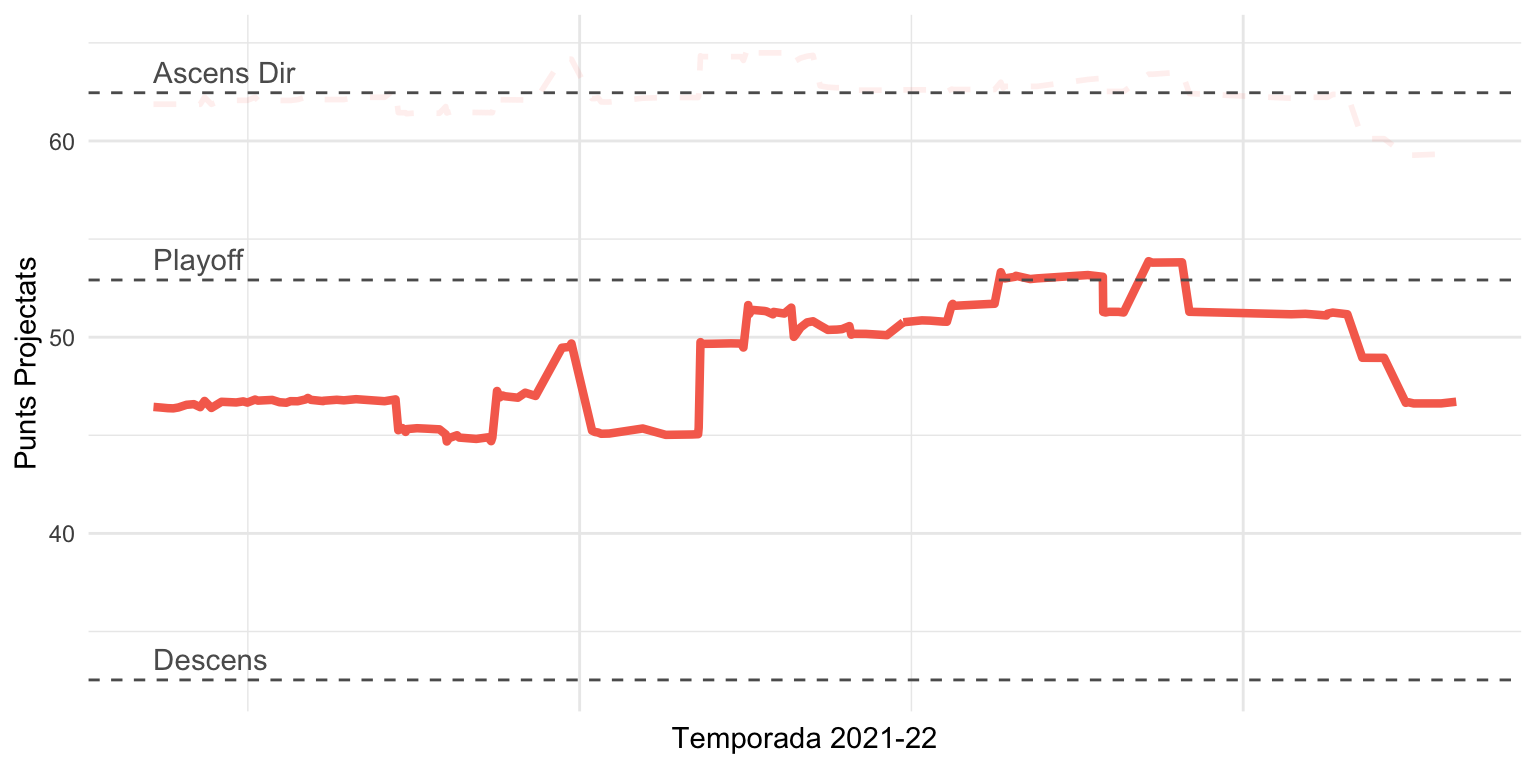 Ascens Dir
60
Playoff
Punts Projectats
50
40
Descens
Temporada 2021-22